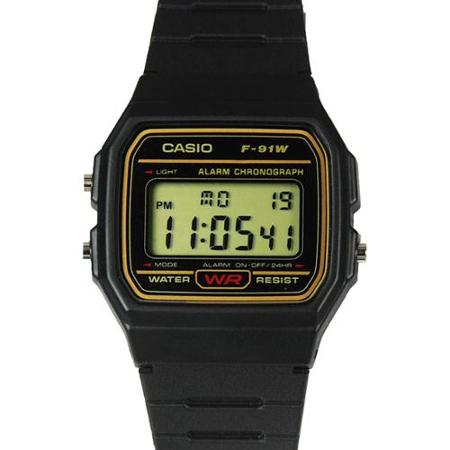 CASIO F-91W
LIGHT ALARM CHRONOGRAPH
PM MO 19
11:05 41
MODE ALARM ON-OFF/24HR
WATER WR RESIST